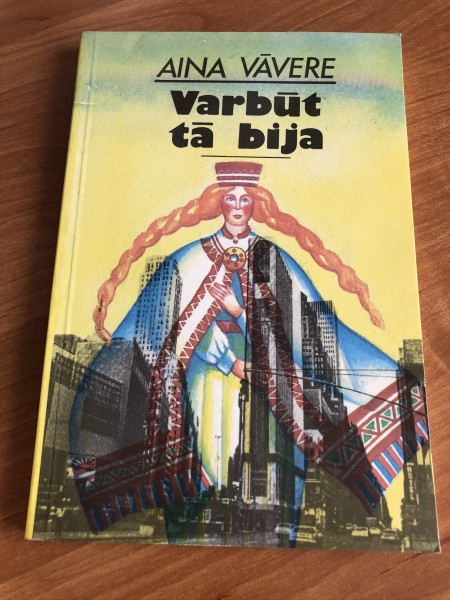 AINA VĀVERE
Varbūt
tā bija